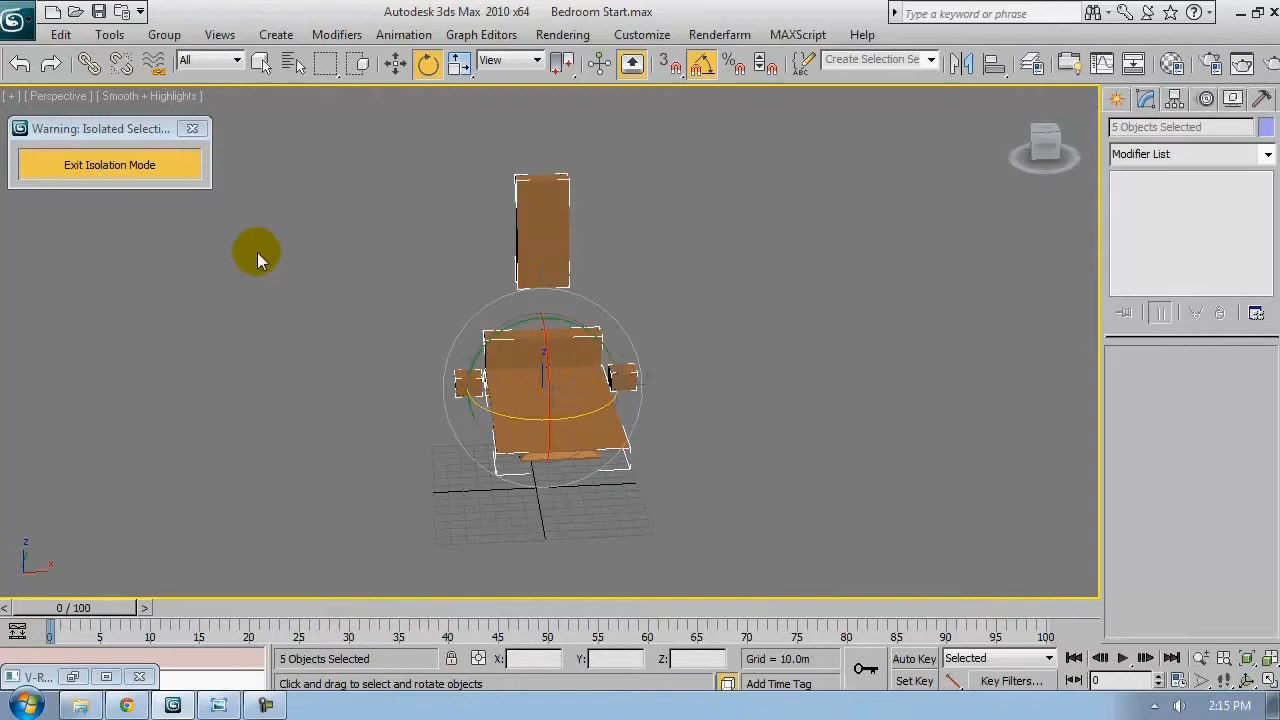 Autodesk 3ds Max 2010 x64 Bedroom Start.max
Type a keyword or phrase
Edit Tools Group Views Create Modifiers Animation Graph Editors Rendering Customize Renderfarm MAXScript Help
All View 3 Create Selection Se
[ + ] [ Perspective ] [ Smooth + Highlights ]
Warning: Isolated Selecti...
Exit Isolation Mode
5 Objects Selected
Modifier List
z
z
x
< 0 / 100 >
0 5 10 15 20 25 30 35 40 45 50 55 60 65 70 75 80 85 90 95 100
5 Objects Selected X: Y: Z: Grid = 10.0m Auto Key Selected
V-R... Click and drag to select and rotate objects Add Time Tag Set Key Key Filters... 0
2:15 PM